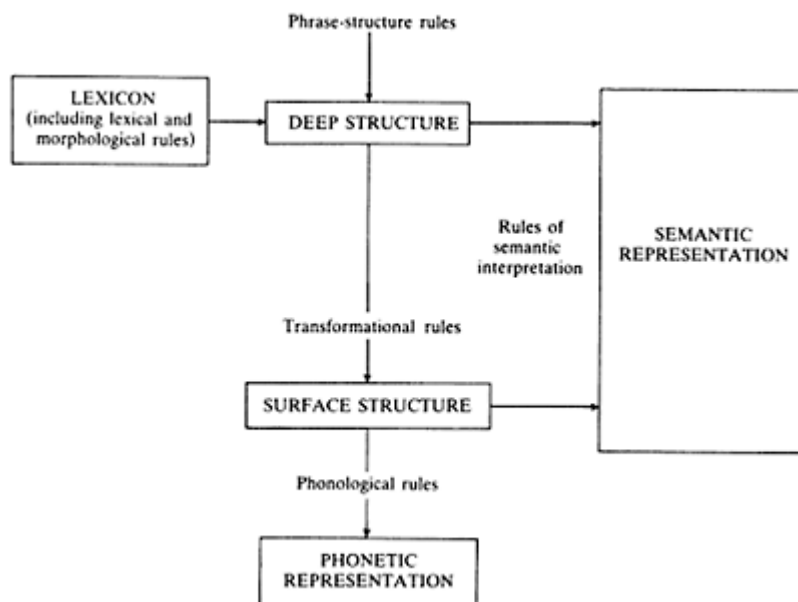 Phrase-structure rules
LEXICON
(including lexical and
morphological rules)
DEEP STRUCTURE
Rules of
semantic
interpretation
SEMANTIC
REPRESENTATION
Transformational rules
SURFACE STRUCTURE
Phonological rules
PHONETIC
REPRESENTATION